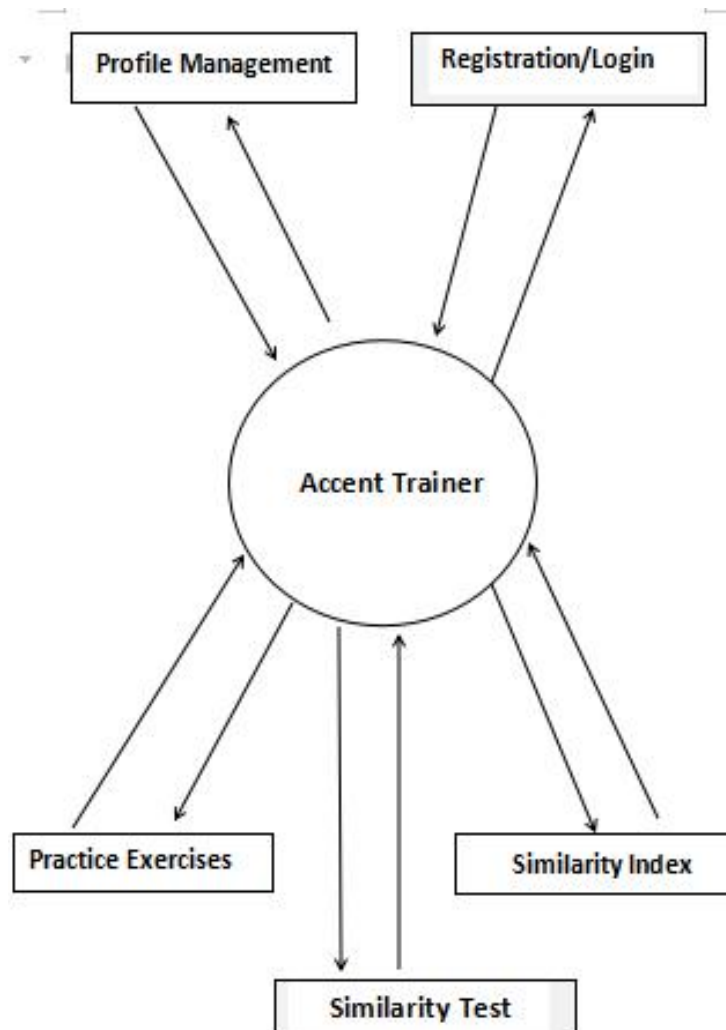 Profile Management
Registration/Login
Accent Trainer
Practice Exercises
Similarity Index
Similarity Test